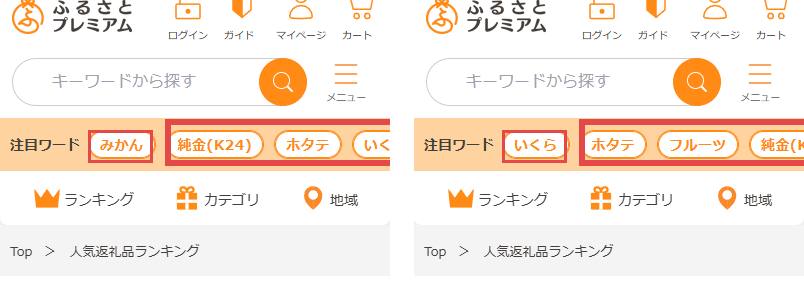 ふるさと
プレミアム
ログイン ガイド マイページ カート
キーワードから探す
メニュー
注目ワード みかん 純金(K24) ホタテ いく
ランキング カテゴリ 地域
Top > 人気返礼品ランキング
ふるさと
プレミアム
ログイン ガイド マイページ カート
キーワードから探す
メニュー
注目ワード いくら ホタテ フルーツ 純金(K
ランキング カテゴリ 地域
Top > 人気返礼品ランキング